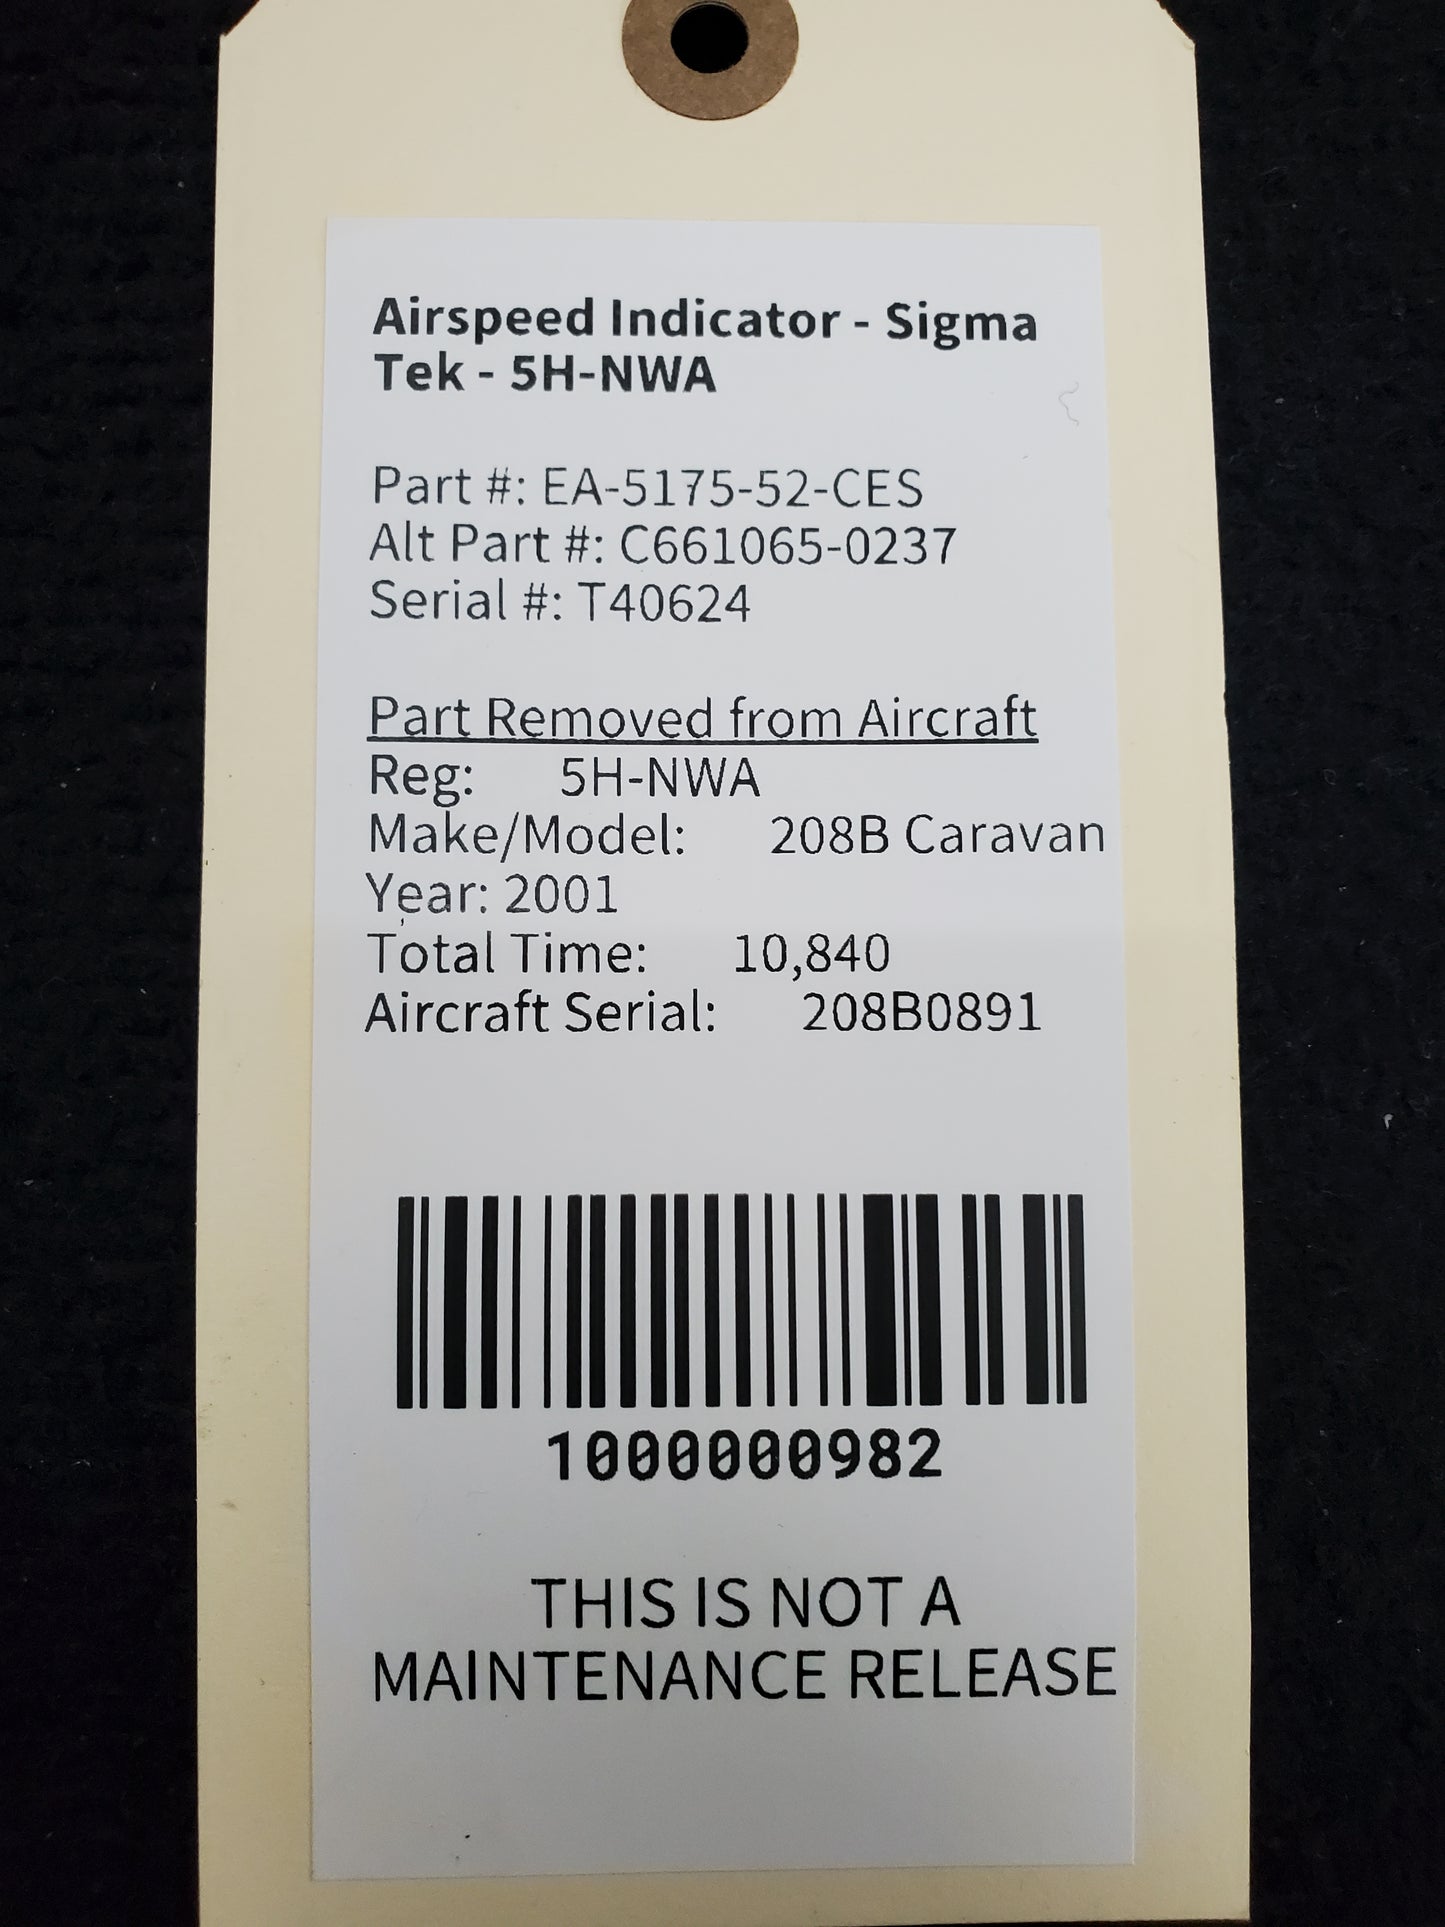 Airspeed Indicator - Sigma
Tek - 5H-NWA
Part #: EA-5175-52-CES
Alt Part #: C661065-0237
Serial #: T40624
Part Removed from Aircraft
Reg: 5H-NWA
Make/Model: 208B Caravan
Year: 2001
Total Time: 10,840
Aircraft Serial: 208B0891
1000000982
THIS IS NOT A
MAINTENANCE RELEASE